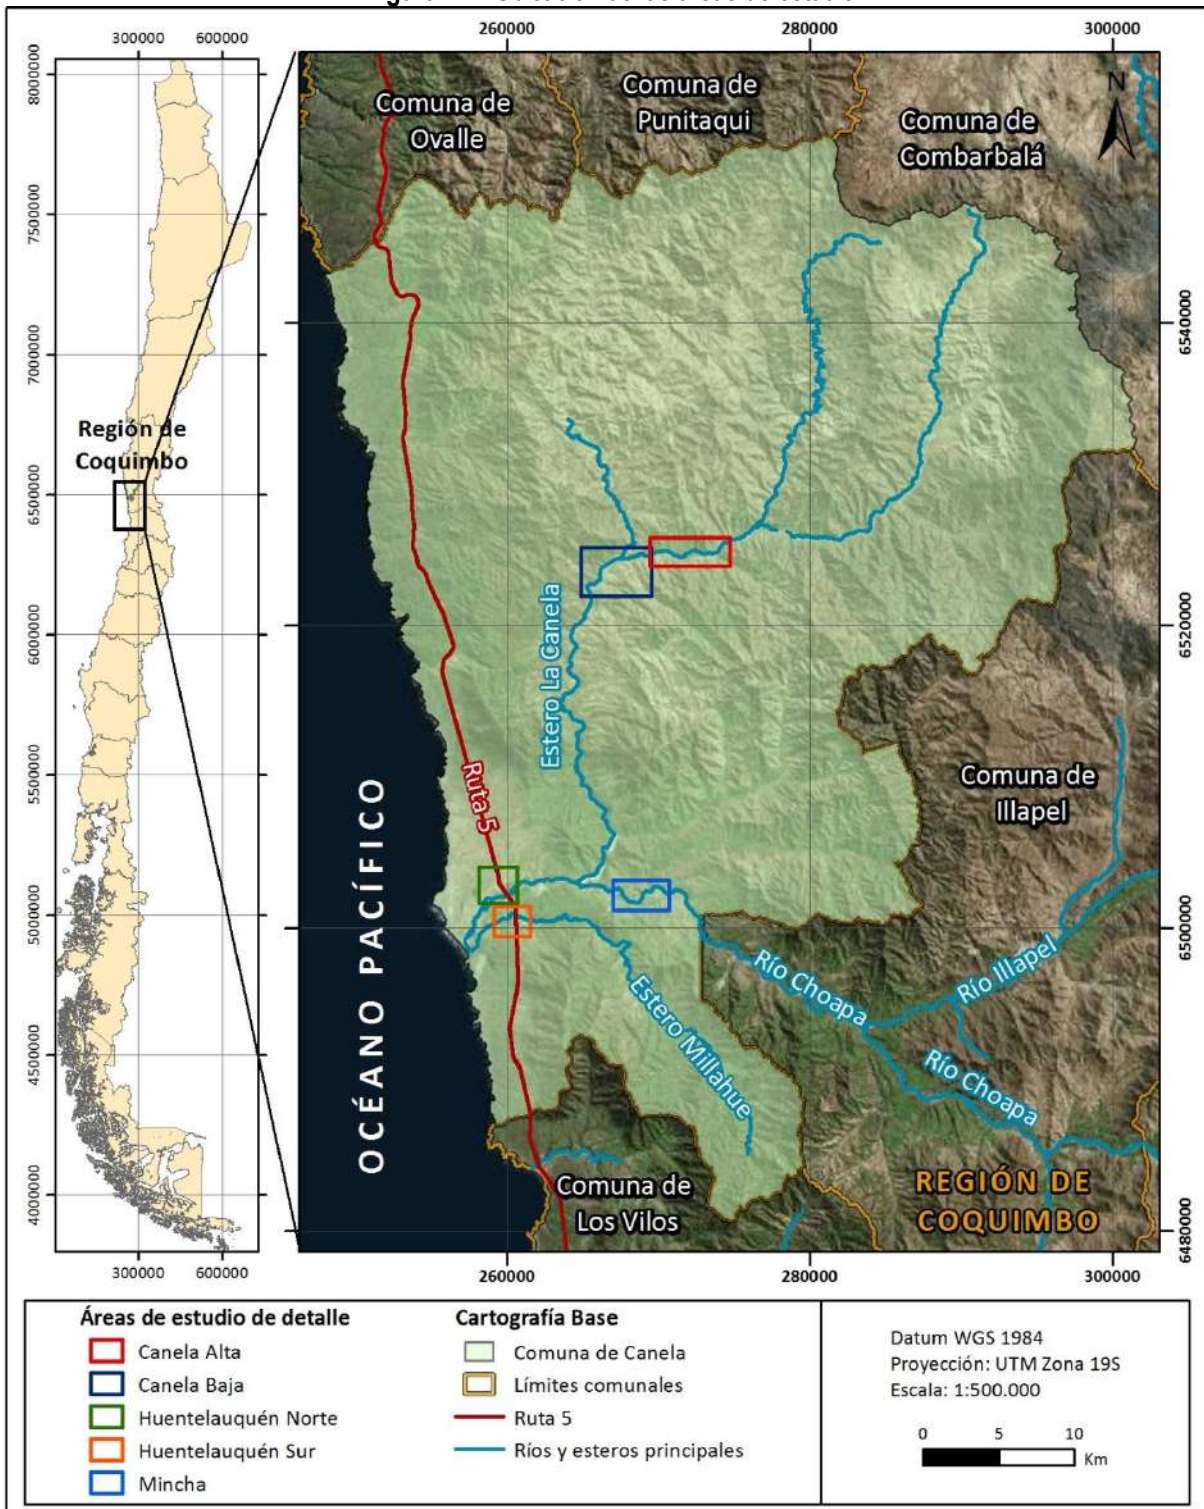 300000 600000
8000000
7500000
7000000
6500000
6000000
5500000
5000000
4500000
4000000
300000 600000
Región de
Coquimbo
260000 280000 300000
Comuna de
Ovalle
Comuna de
Punitaqui
Comuna de
Combarbalá
N
6540000
6520000
6500000
6480000
Estero La Canela
Ruta 5
OCÉANO PACÍFICO
Comuna de
Illapel
Río Choapa
Río Illapel
Río Choapa
Estero Millahue
Comuna de
Los Vilos
REGIÓN DE
COQUIMBO
260000 280000 300000
Áreas de estudio de detalle
Canela Alta
Canela Baja
Huentelauquén Norte
Huentelauquén Sur
Mincha
Cartografía Base
Comuna de Canela
Límites comunales
Ruta 5
Ríos y esteros principales
Datum WGS 1984
Proyección: UTM Zona 19S
Escala: 1:500.000
0 5 10
Km